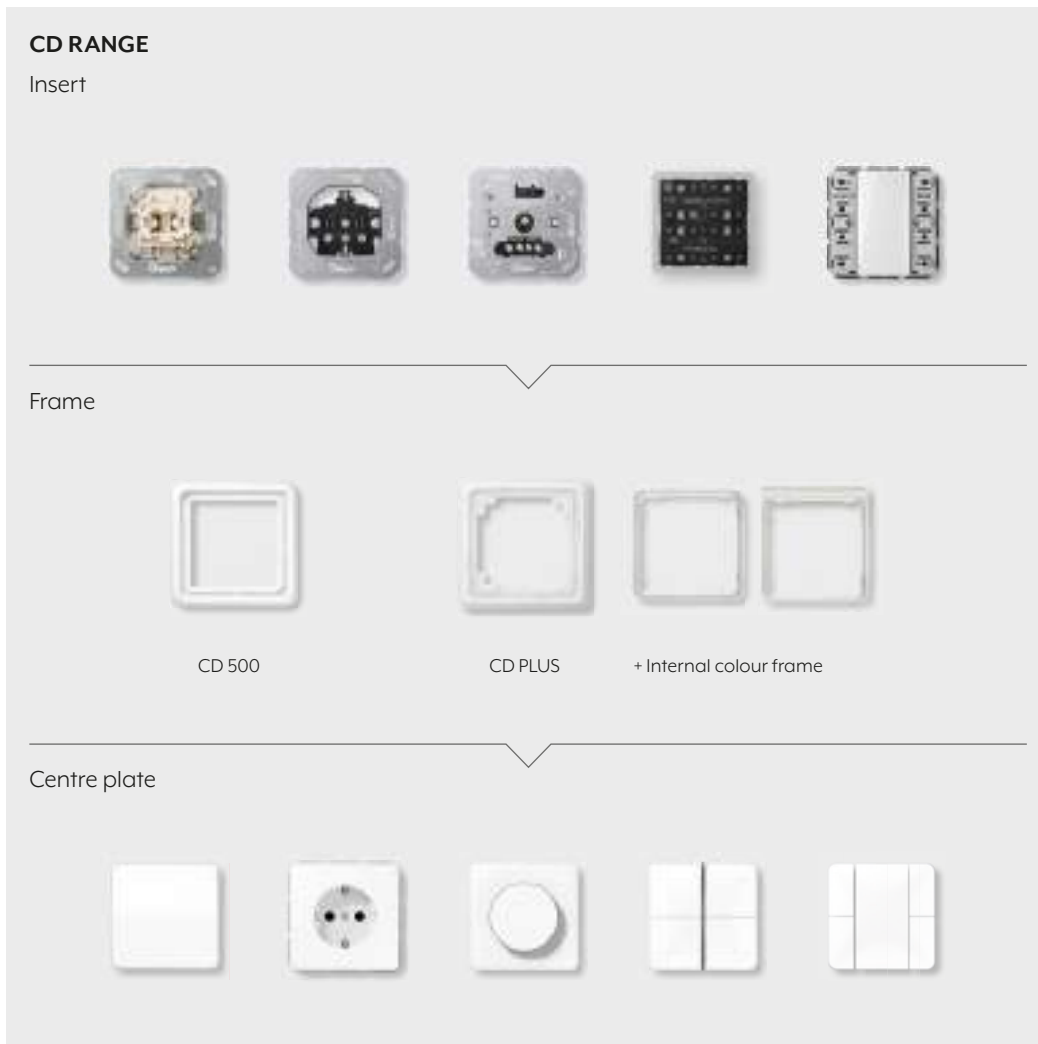 CD RANGE
Insert
Frame
CD 500
CD PLUS
+ Internal colour frame
Centre plate